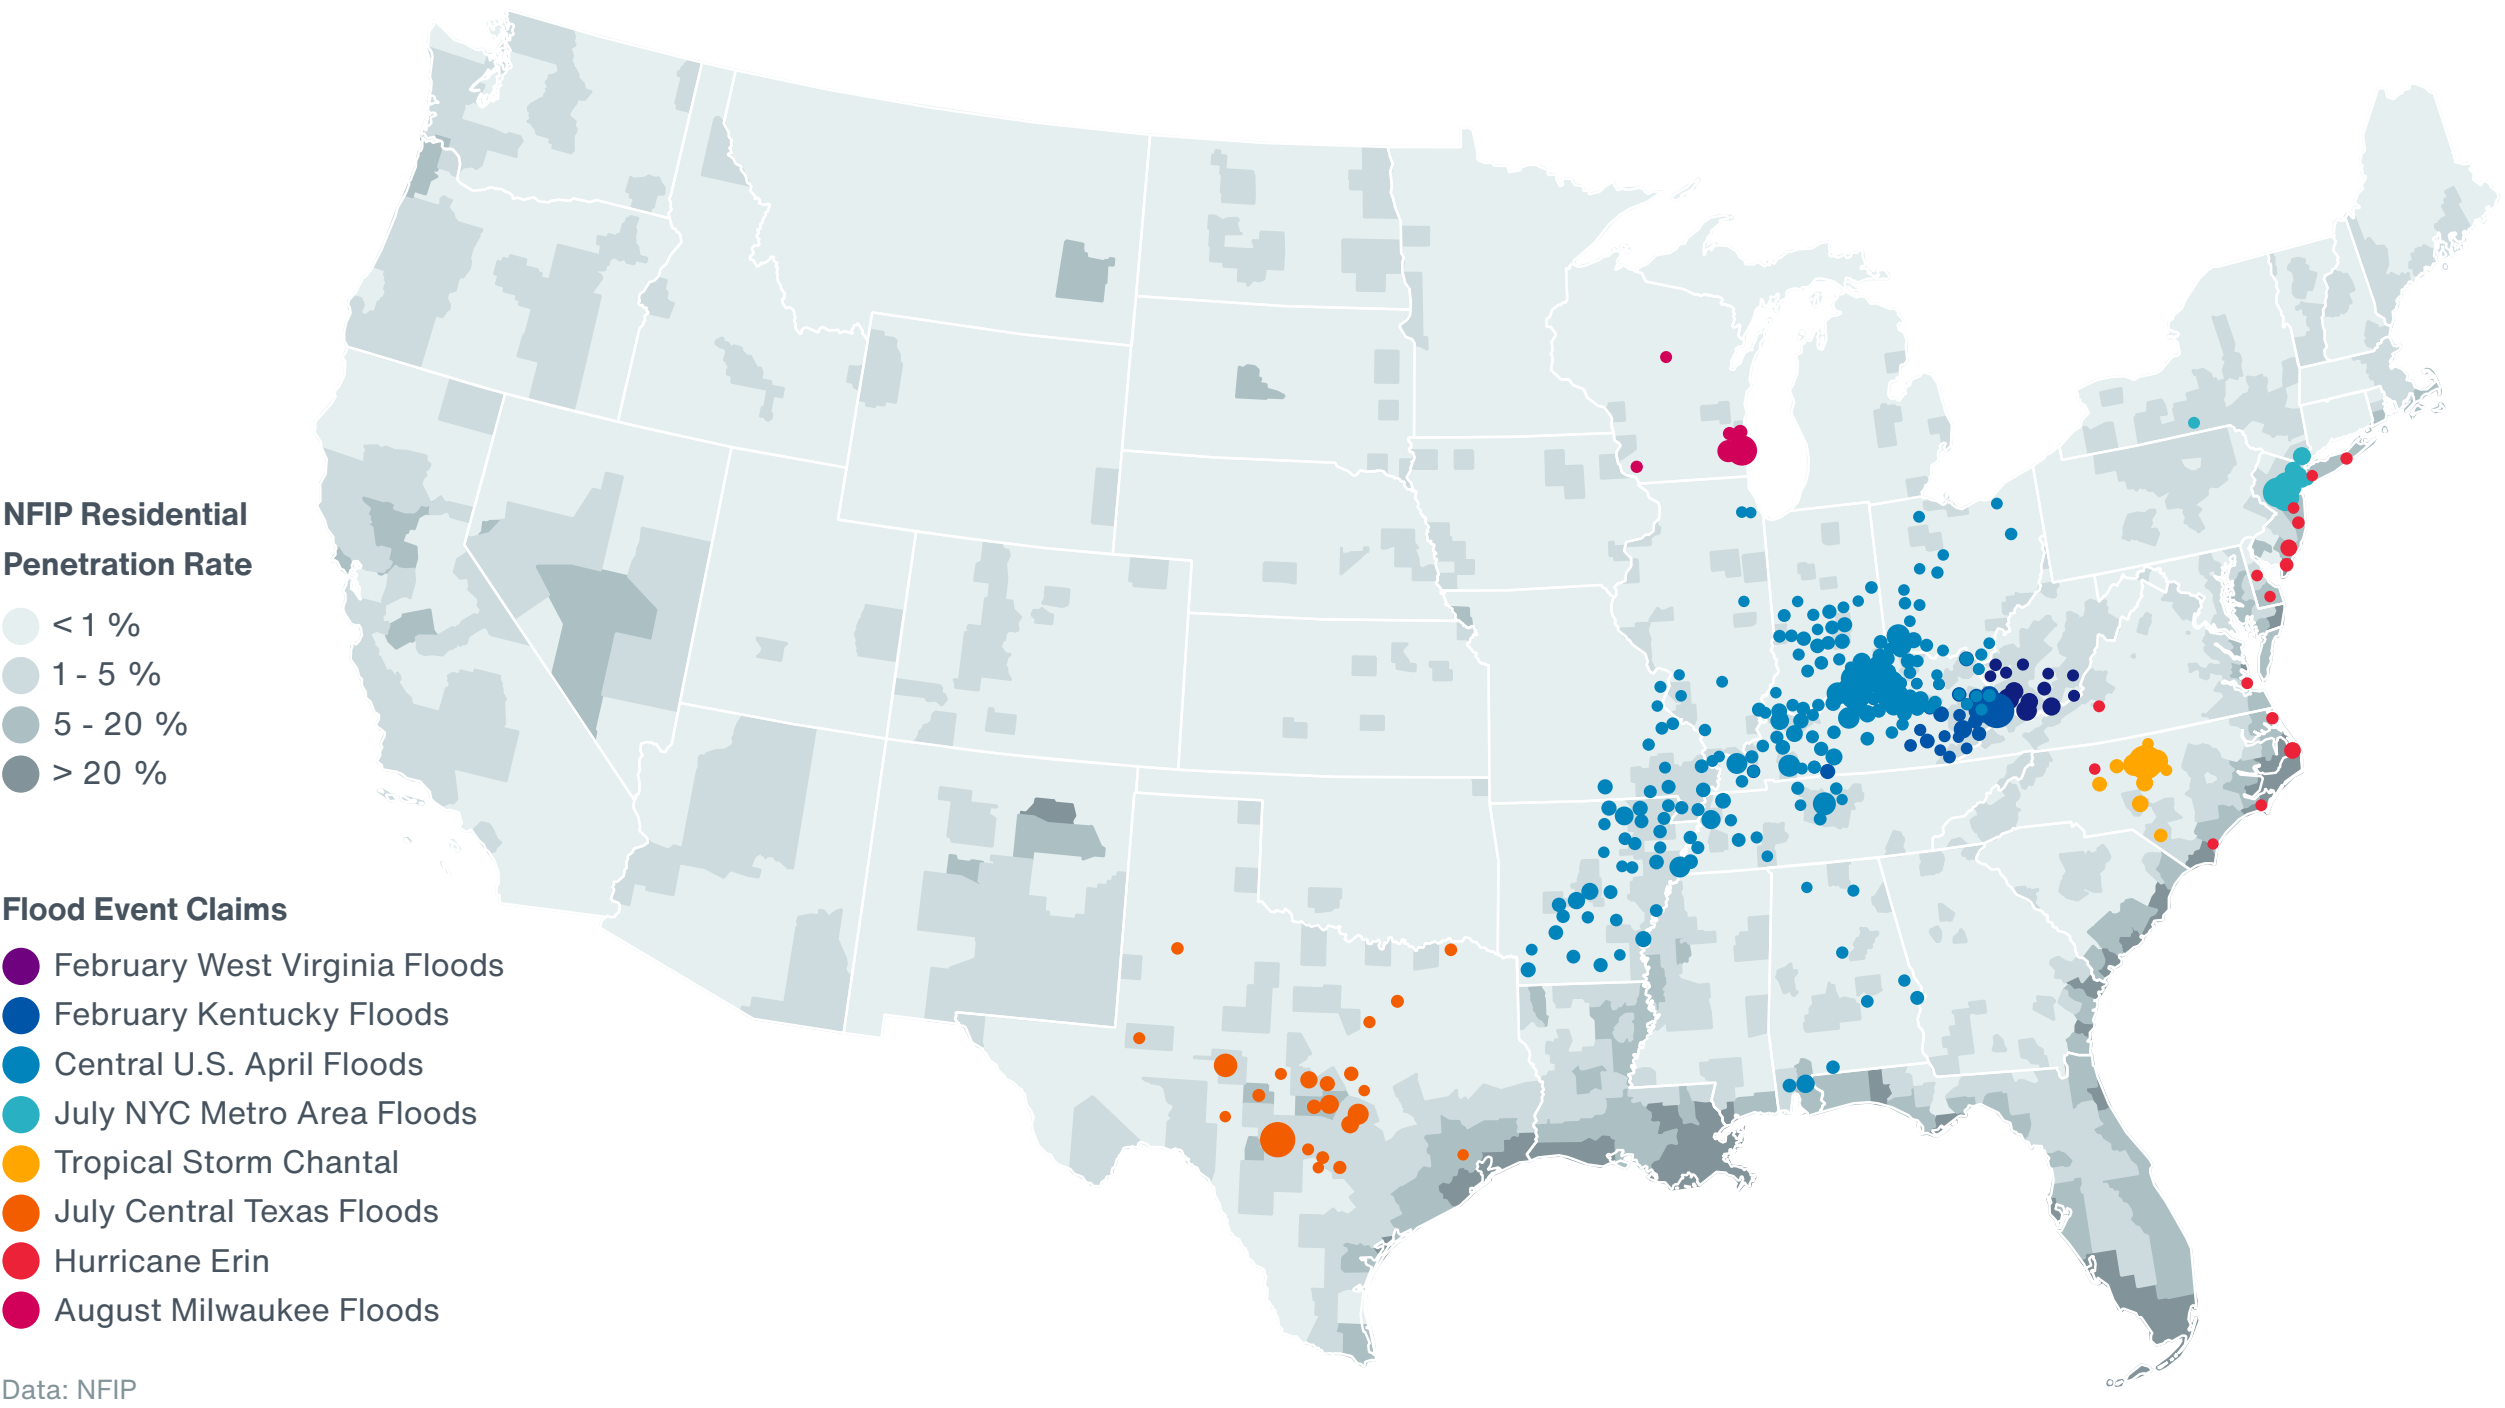 NFIP Residential
Penetration Rate
< 1 %
1 - 5 %
5 - 20 %
> 20 %
Flood Event Claims
February West Virginia Floods
February Kentucky Floods
Central U.S. April Floods
July NYC Metro Area Floods
Tropical Storm Chantal
July Central Texas Floods
Hurricane Erin
August Milwaukee Floods
Data: NFIP